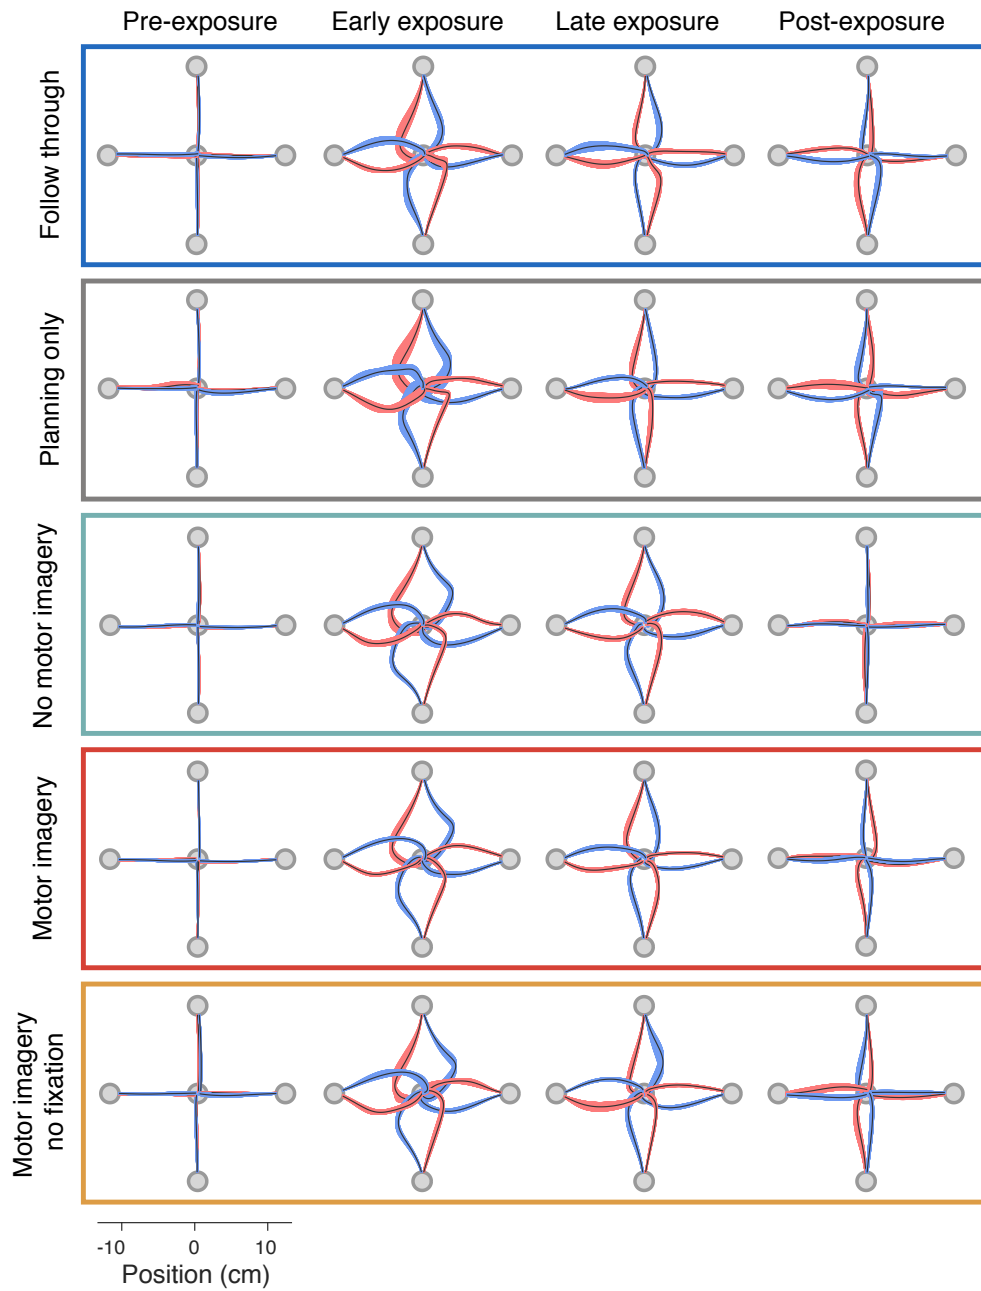 Pre-exposure
Early exposure
Late exposure
Post-exposure
Follow through
Planning only
No motor imagery
Motor imagery
Motor imagery
no fixation
-10 0 10
Position (cm)